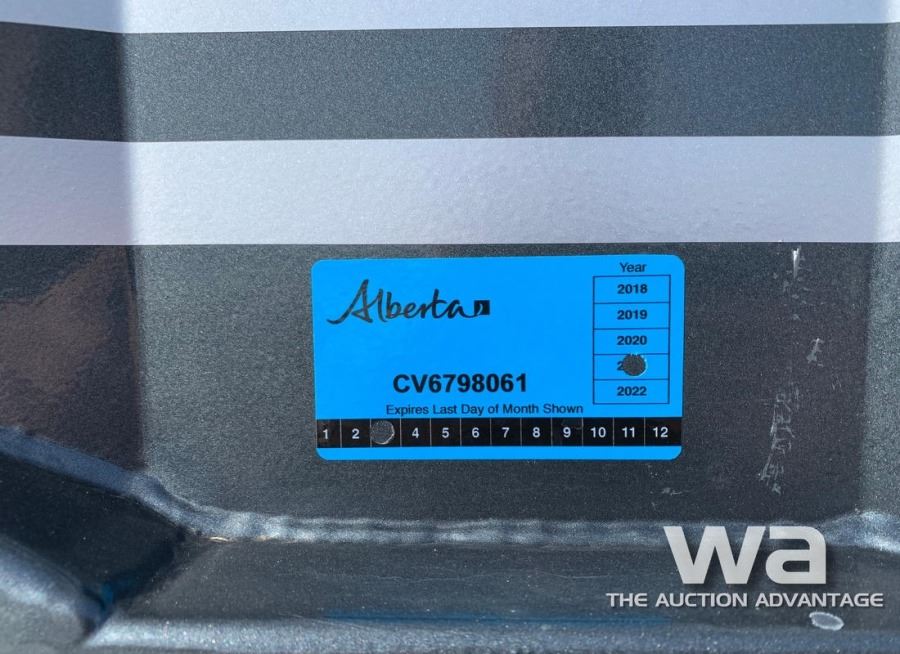 Alberta
Year
2018
2019
2020
2022
CV6798061
Expires Last Day of Month Shown
1 2 4 5 6 7 8 9 10 11 12
wa
THE AUCTION ADVANTAGE